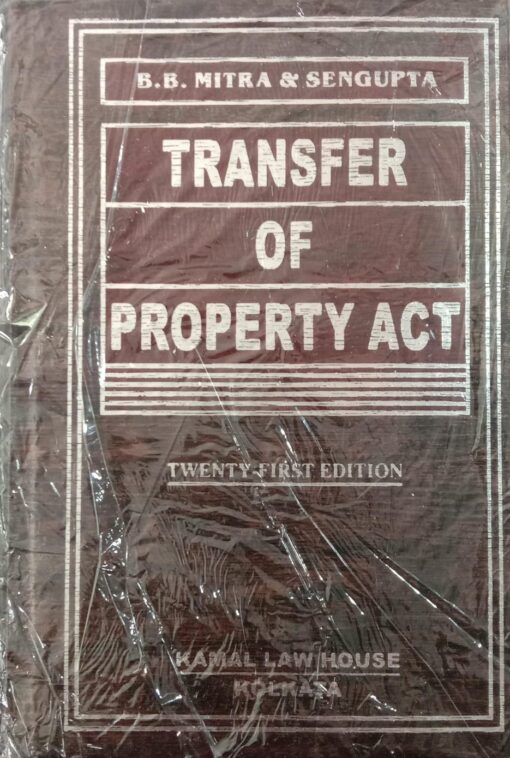 B.B. MITRA & SENGUPTA
TRANSFER
OF
PROPERTY ACT
TWENTY-FIRST EDITION
KAMAL LAW HOUSE
KOLKATA